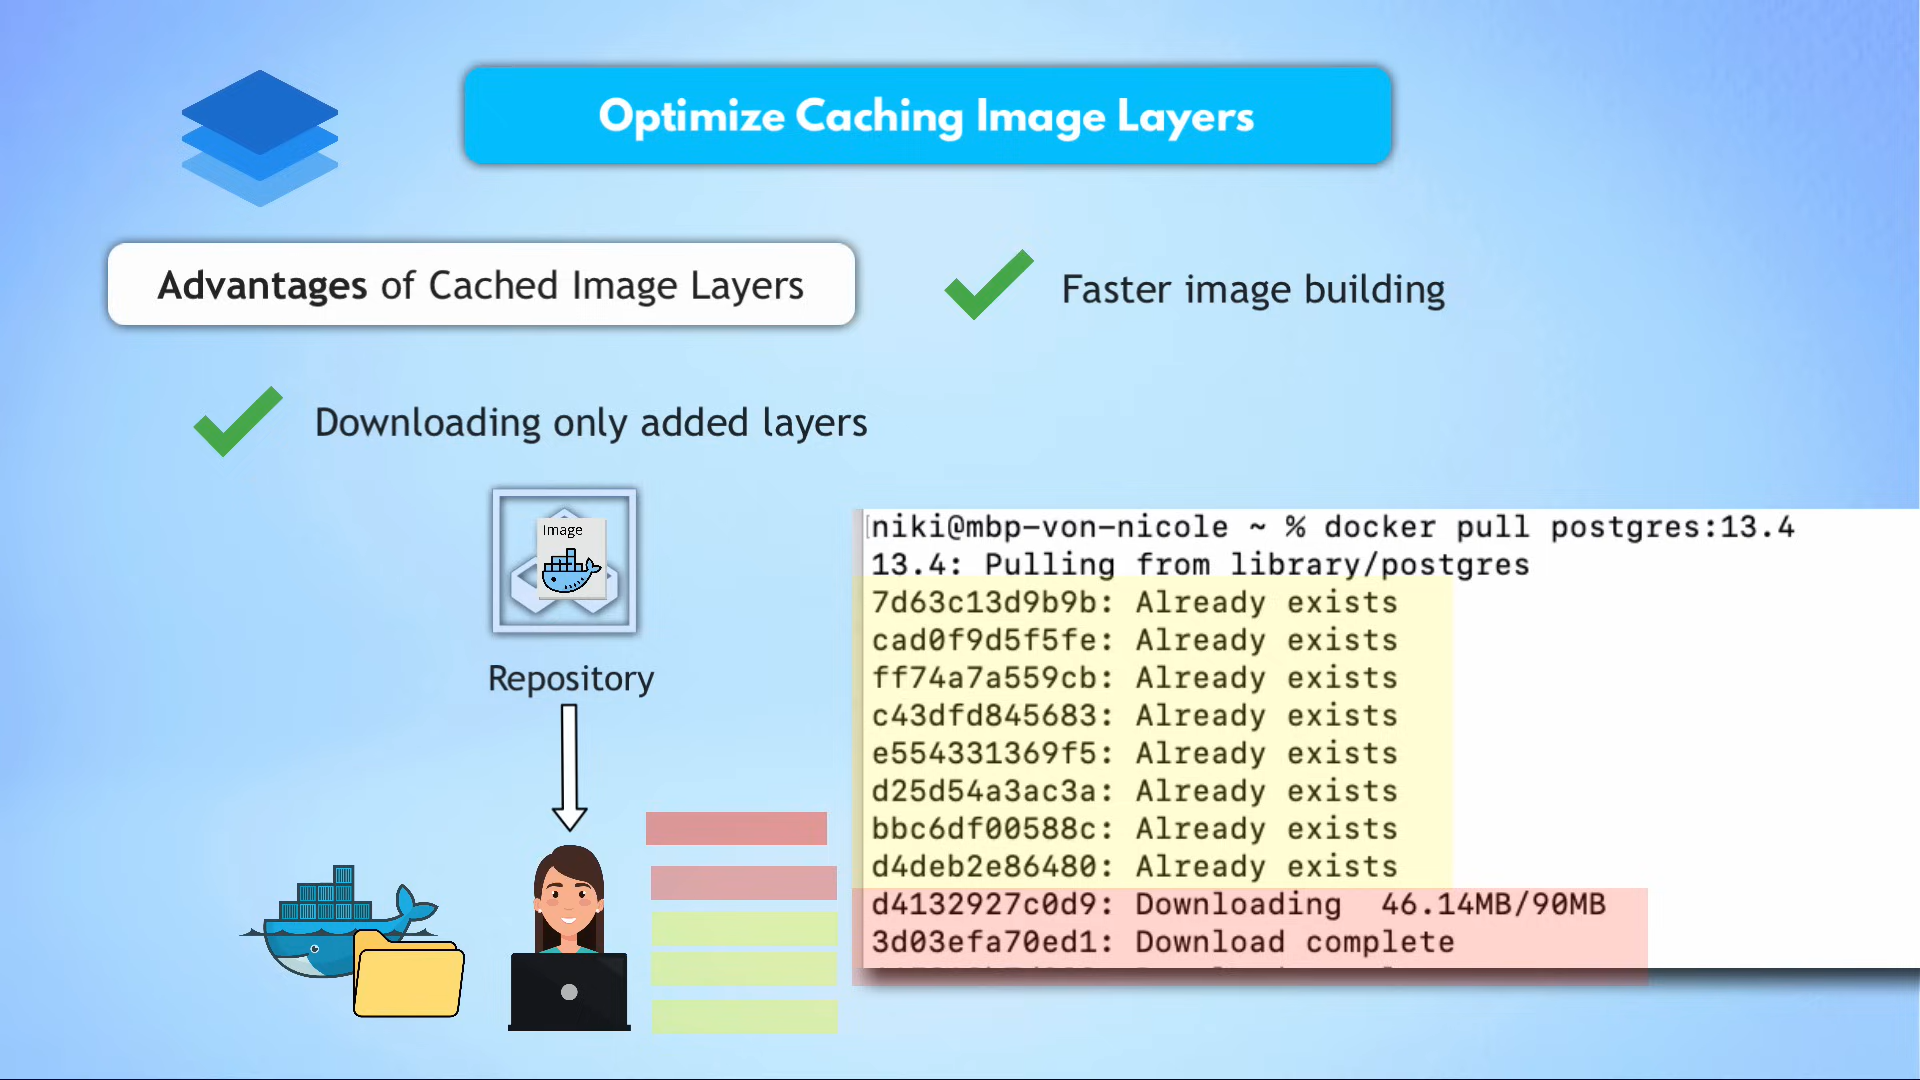 Optimize Caching Image Layers
Advantages of Cached Image Layers
Faster image building
Downloading only added layers
Image
Repository
niki@mbp-von-nicole ~ % docker pull postgres:13.4
13.4: Pulling from library/postgres
7d63c13d9b9b: Already exists
cad0f9d5f5fe: Already exists
ff74a7a559cb: Already exists
c43dfd845683: Already exists
e554331369f5: Already exists
d25d54a3ac3a: Already exists
bbc6df00588c: Already exists
d4deb2e86480: Already exists
d4132927c0d9: Downloading  46.14MB/90MB
3d03efa70ed1: Download complete